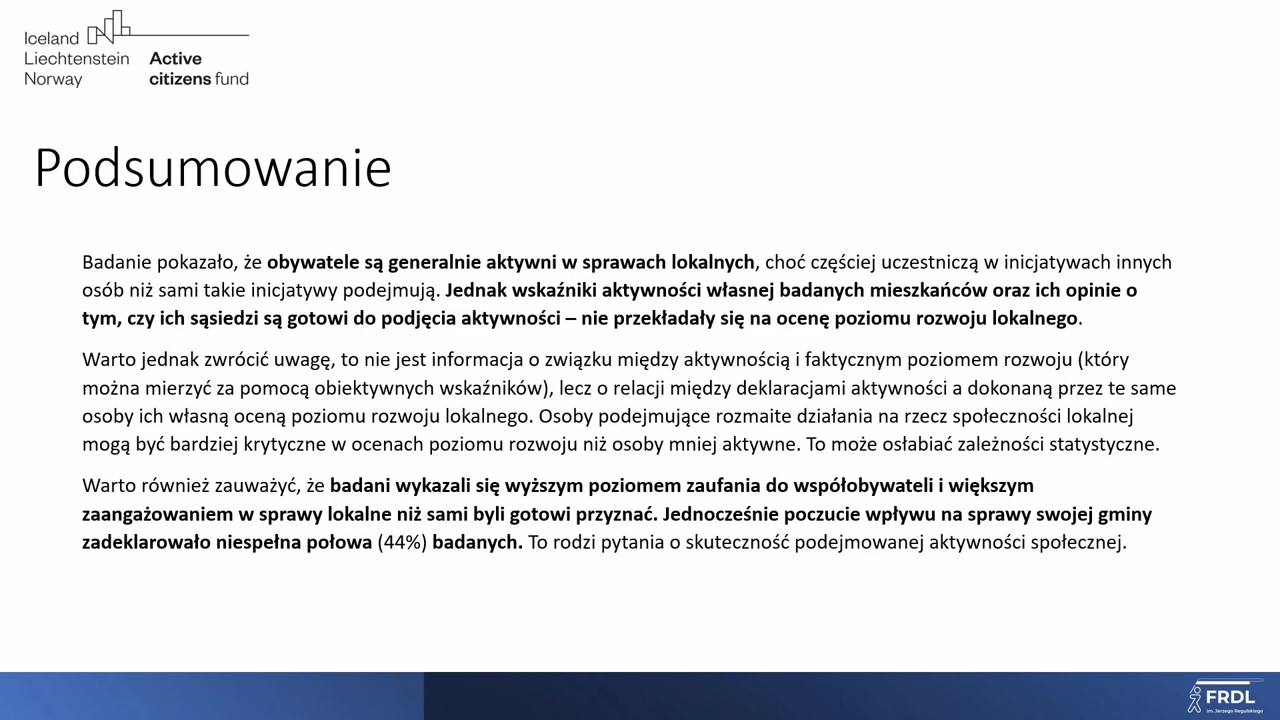 Iceland
Liechtenstein
Norway
Active
citizens fund
Podsumowanie
Badanie pokazało, że obywatele są generalnie aktywni w sprawach lokalnych, choć częściej uczestniczą w inicjatywach innych
osób niż sami takie inicjatywy podejmują. Jednak wskaźniki aktywności własnej badanych mieszkańców oraz ich opinie o
tym, czy ich sąsiedzi są gotowi do podjęcia aktywności – nie przekładały się na ocenę poziomu rozwoju lokalnego.
Warto jednak zwrócić uwagę, to nie jest informacja o związku między aktywnością i faktycznym poziomem rozwoju (który
można mierzyć za pomocą obiektywnych wskaźników), lecz o relacji między deklaracjami aktywności a dokonaną przez te same
osoby ich własną oceną poziomu rozwoju lokalnego. Osoby podejmujące rozmaite działania na rzecz społeczności lokalnej
mogą być bardziej krytyczne w ocenach poziomu rozwoju niż osoby mniej aktywne. To może osłabiać zależności statystyczne.
Warto również zauważyć, że badani wykazali się wyższym poziomem zaufania do współobywateli i większym
zaangażowaniem w sprawy lokalne niż sami byli gotowi przyznać. Jednocześnie poczucie wpływu na sprawy swojej gminy
zadeklarowało niespełna połowa (44%) badanych. To rodzi pytania o skuteczność podejmowanej aktywności społecznej.
FRDL
im. Jerzego Regulskiego